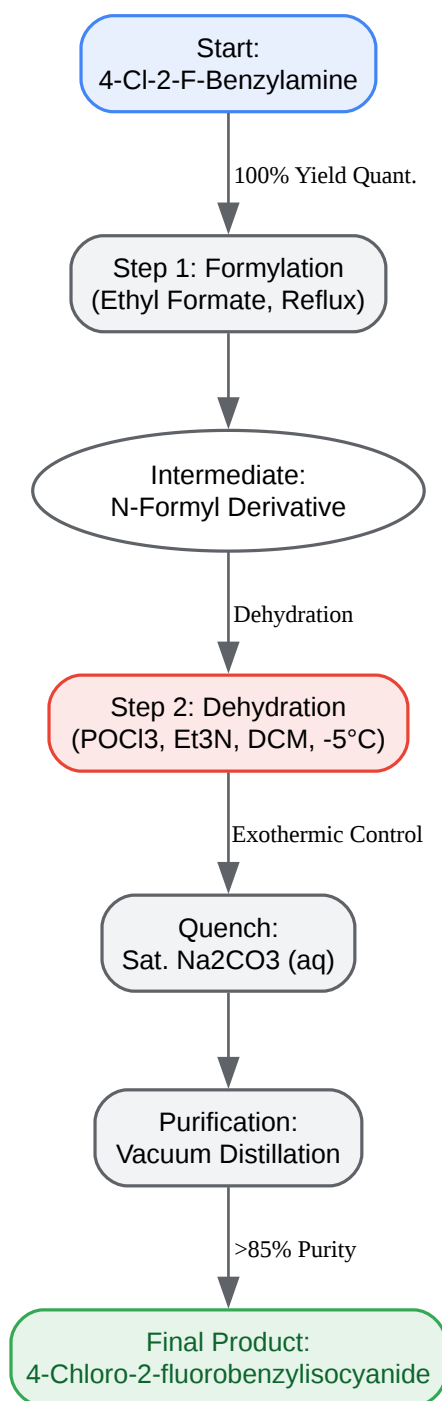 Start:
4-Cl-2-F-Benzylamine
100% Yield Quant.
Step 1: Formylation
(Ethyl Formate, Reflux)
Intermediate:
N-Formyl Derivative
Dehydration
Step 2: Dehydration
(POCl3, Et3N, DCM, -5°C)
Exothermic Control
Quench:
Sat. Na2CO3 (aq)
Purification:
Vacuum Distillation
>85% Purity
Final Product:
4-Chloro-2-fluorobenzylisocyanide